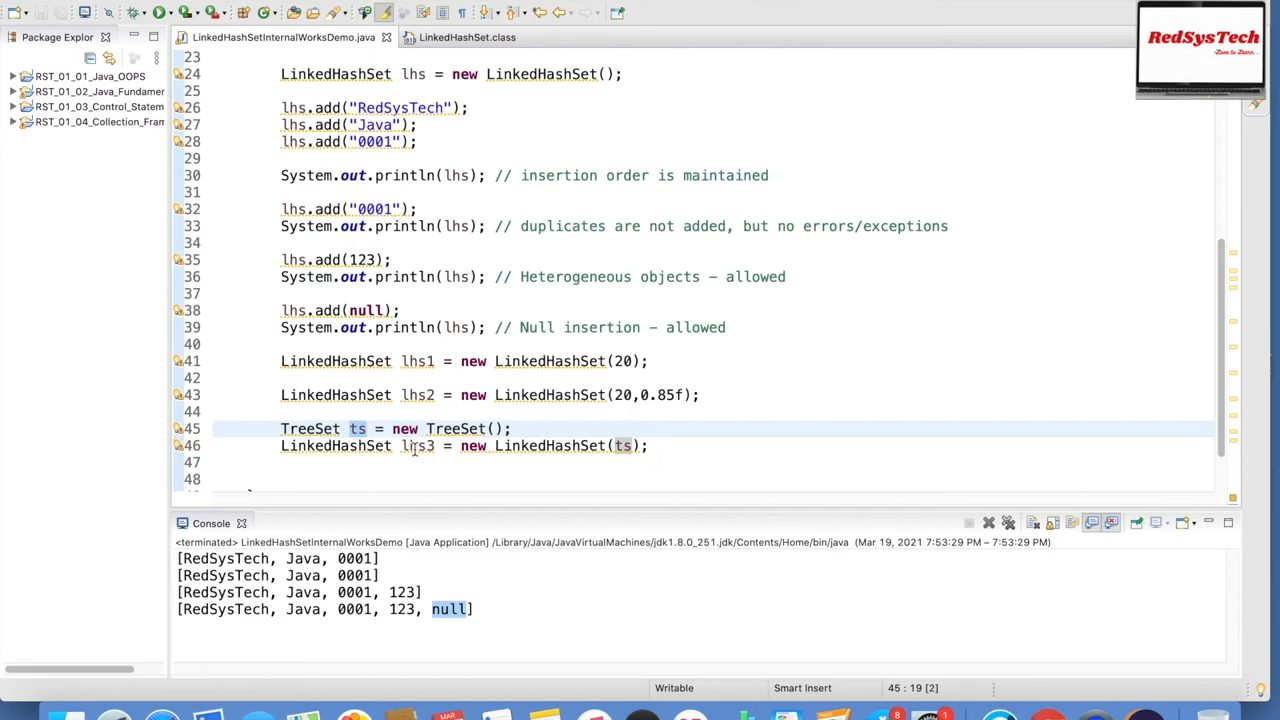 Package Explor
LinkedHashSetInternalWorksDemo.java
LinkedHashSet.class
RedSysTech
RST_01_01_Java_OOPS
RST_01_02_Java_Fundamer
RST_01_03_Control_Statem
RST_01_04_Collection_Fram
23
24 LinkedHashSet lhs = new LinkedHashSet();
25
26 lhs.add("RedSysTech");
27 lhs.add("Java");
28 lhs.add("0001");
29
30 System.out.println(lhs); // insertion order is maintained
31
32 lhs.add("0001");
33 System.out.println(lhs); // duplicates are not added, but no errors/exceptions
34
35 lhs.add(123);
36 System.out.println(lhs); // Heterogeneous objects - allowed
37
38 lhs.add(null);
39 System.out.println(lhs); // Null insertion - allowed
40
41 LinkedHashSet lhs1 = new LinkedHashSet(20);
42
43 LinkedHashSet lhs2 = new LinkedHashSet(20,0.85f);
44
45 TreeSet ts = new TreeSet();
46 LinkedHashSet lhs3 = new LinkedHashSet(ts);
47
48
Console
<terminated> LinkedHashSetInternalWorksDemo [Java Application] /Library/Java/JavaVirtualMachines/jdk1.8.0_251.jdk/Contents/Home/bin/java (Mar 19, 2021 7:53:29 PM – 7:53:29 PM)
[RedSysTech, Java, 0001]
[RedSysTech, Java, 0001]
[RedSysTech, Java, 0001, 123]
[RedSysTech, Java, 0001, 123, null]
Writable
Smart Insert
45 : 19 [2]
MAR
8
1